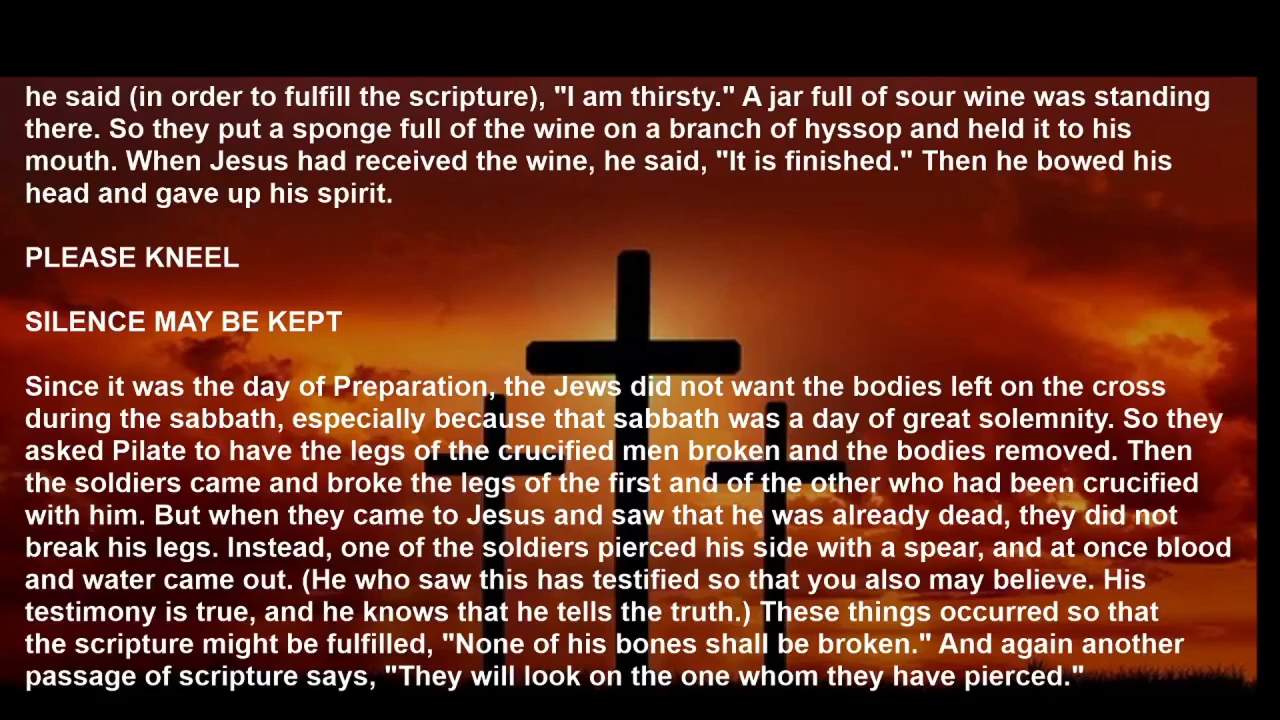 he said (in order to fulfill the scripture), "I am thirsty." A jar full of sour wine was standing
there. So they put a sponge full of the wine on a branch of hyssop and held it to his
mouth. When Jesus had received the wine, he said, "It is finished." Then he bowed his
head and gave up his spirit.
PLEASE KNEEL
SILENCE MAY BE KEPT
Since it was the day of Preparation, the Jews did not want the bodies left on the cross
during the sabbath, especially because that sabbath was a day of great solemnity. So they
asked Pilate to have the legs of the crucified men broken and the bodies removed. Then
the soldiers came and broke the legs of the first and of the other who had been crucified
with him. But when they came to Jesus and saw that he was already dead, they did not
break his legs. Instead, one of the soldiers pierced his side with a spear, and at once blood
and water came out. (He who saw this has testified so that you also may believe. His
testimony is true, and he knows that he tells the truth.) These things occurred so that
the scripture might be fulfilled, "None of his bones shall be broken." And again another
passage of scripture says, "They will look on the one whom they have pierced."